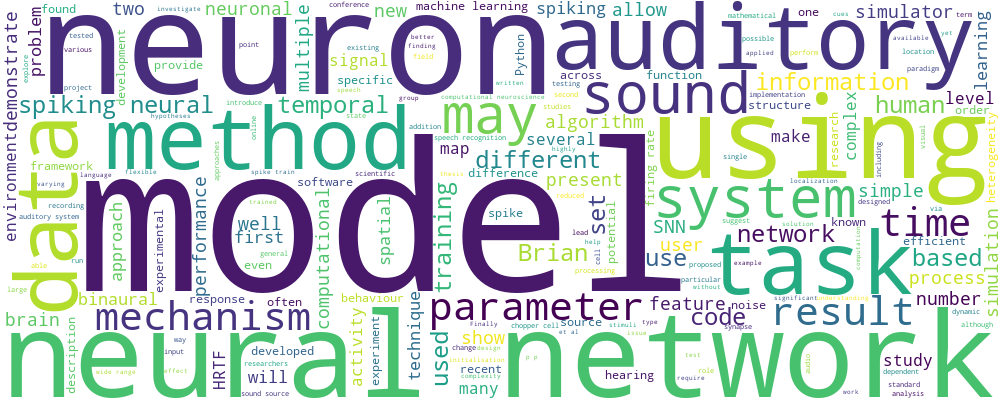 neuron
auditory
model
using
neural network
method
data
task
system
sound
may
time
parameter
mechanism
result
code
different
spiking neural
temporal
information
human
simulator
learning
level
complex
algorithm
several
map
present
set
Brian
SNN
network
simple
based
process
number
simulation
use
used
user
feature
noise
source
show
training
technique
activity
spatial
computational
binaural
brain
approach
performance
well
first
even
experimental
software
framework
development
provide
problem
two
found
various
tested
project
point
explore
environment
demonstrate
neuronal
multiple
signal
specific
new
machine learning
conference
existing
better
finding
field
speech
group
investigate
spiking
allow
Python
across
testing
function
second
studies
written
computational neuroscience
mathematical
cues
term
one
possible
available
yet
applied
perform
location
paradigm
implementation
structure
make
order
research
including
visual
heterogeneity
single
localization
designed
via
known
suggest
solution
computation
efficient
firing rate
difference
speech recognition
addition
highly
thesis
reduced
spike
lead
help
cell
processing
potential
particular
without
proposed
example
significant
understanding
dynamic
although
study
standard
analysis
dependent
audio
role
test
require
hearing
type
issue
synapse
stimuli
et al
chopper cell
Finally
change
design
initialisation
complexity
recent
many
p p
work
response
often
behaviour
developed
researchers
experiment
will
HRTF
sound source
input
way
effect
wide range
description
large
able
run
trained
general
spike train
scientific
flexible
approaches
online
state
introduce
hypotheses
language
varying
recording
auditory system